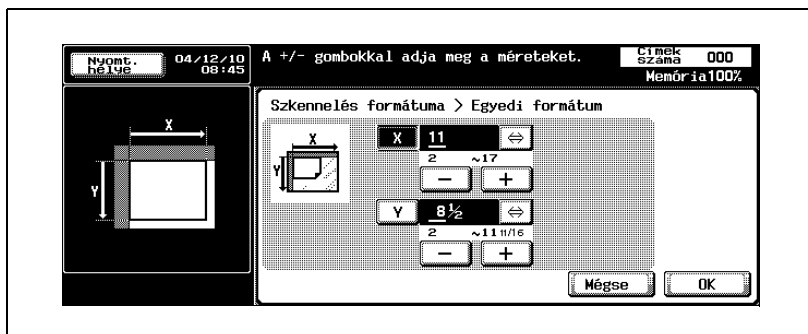 Nyomt. helye
04/12/10
08:45
A +/- gombokkal adja meg a méreteket.
Címek száma 000
Memória100%
Szkennelés formátuma > Egyedi formátum
X
Y
X
Y
X 11 ⇔
2 ~17
− +
Y 8½ ⇔
2 ~11 11/16
− +
Mégse OK